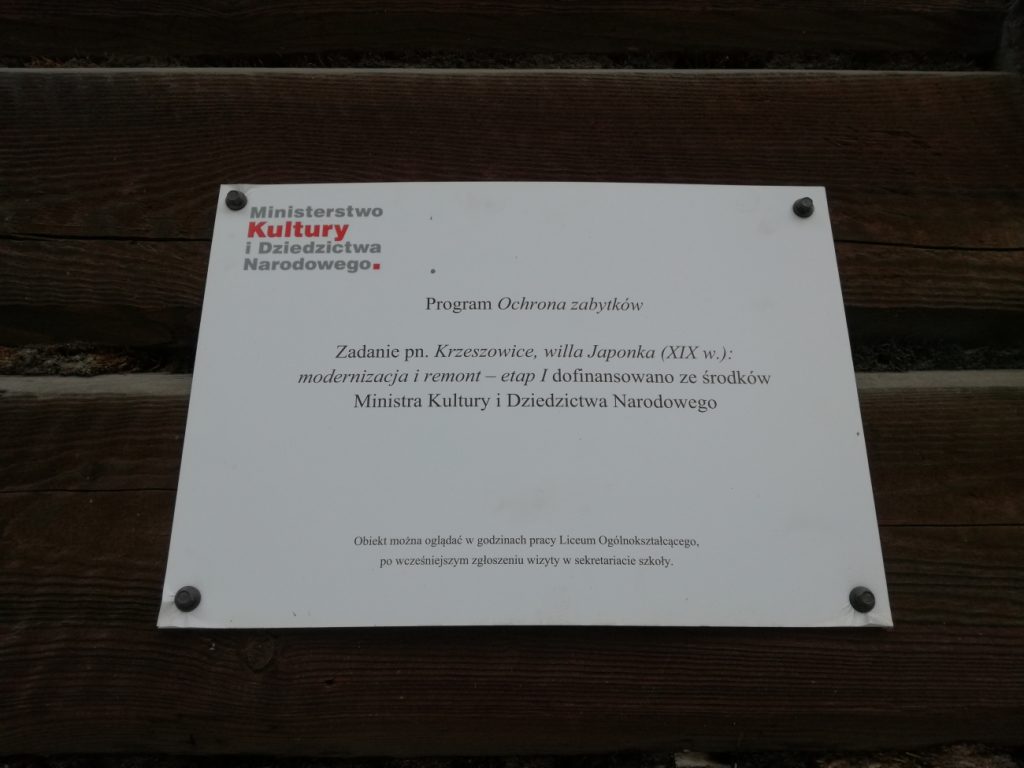 Ministerstwo
Kultury
i Dziedzictwa
Narodowego.
Program Ochrona zabytków
Zadanie pn. Krzeszowice, willa Japonka (XIX w.):
modernizacja i remont – etap I dofinansowano ze środków
Ministra Kultury i Dziedzictwa Narodowego
Obiekt można oglądać w godzinach pracy Liceum Ogólnokształcącego,
po wcześniejszym zgłoszeniu wizyty w sekretariacie szkoły.